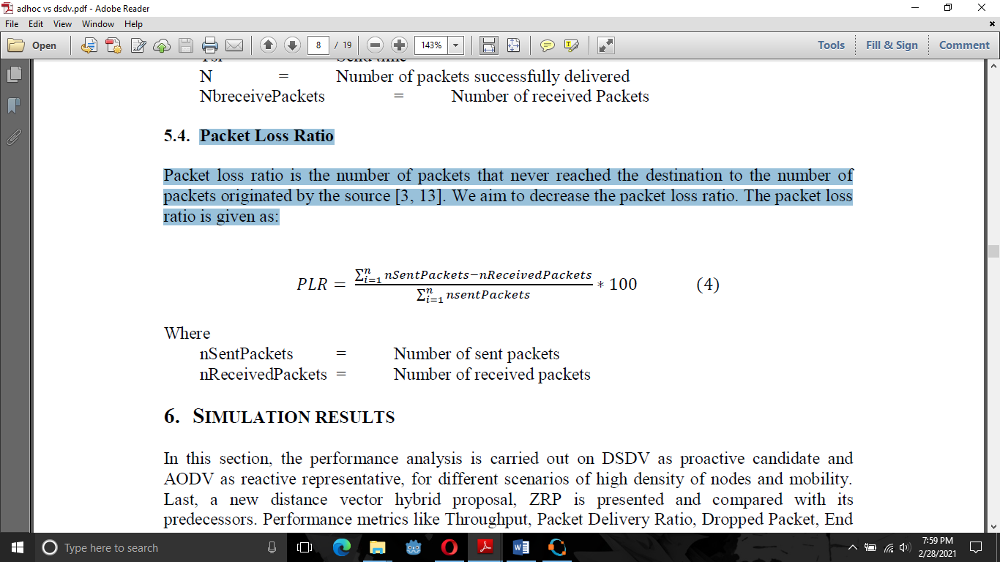 adhoc vs dsdv.pdf - Adobe Reader
File Edit View Window Help
Open 8 / 19 143% Tools Fill & Sign Comment
N = Number of packets successfully delivered
NbreceivePackets = Number of received Packets
5.4. Packet Loss Ratio
Packet loss ratio is the number of packets that never reached the destination to the number of
packets originated by the source [3, 13]. We aim to decrease the packet loss ratio. The packet loss
ratio is given as:
PLR = \frac{\sum_{i=1}^{n} nSentPackets-nReceivedPackets}{\sum_{i=1}^{n} nsentPackets} * 100 (4)
Where
nSentPackets = Number of sent packets
nReceivedPackets = Number of received packets
6. SIMULATION RESULTS
In this section, the performance analysis is carried out on DSDV as proactive candidate and
AODV as reactive representative, for different scenarios of high density of nodes and mobility.
Last, a new distance vector hybrid proposal, ZRP is presented and compared with its
predecessors. Performance metrics like Throughput, Packet Delivery Ratio, Dropped Packet, End
Type here to search
7:59 PM
2/28/2021